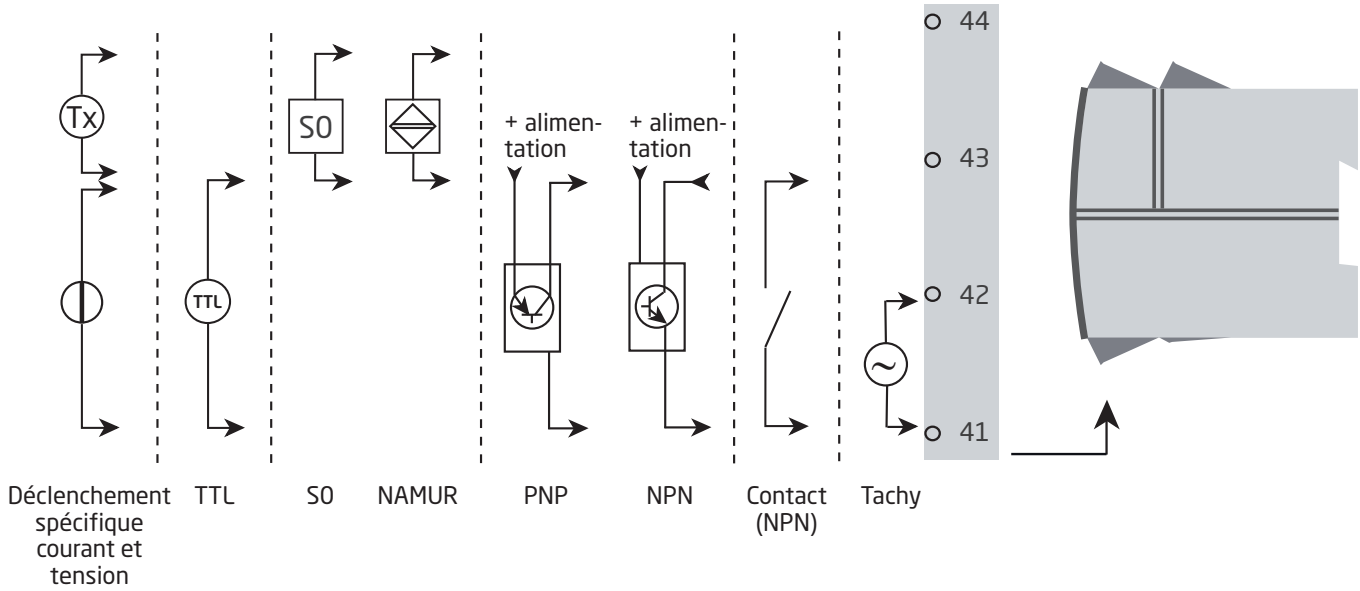 44
Tx
S0
+ alimen-
tation
+ alimen-
tation
43
TTL
42
~
41
Déclenchement
spécifique
courant et
tension
TTL
S0
NAMUR
PNP
NPN
Contact
(NPN)
Tachy